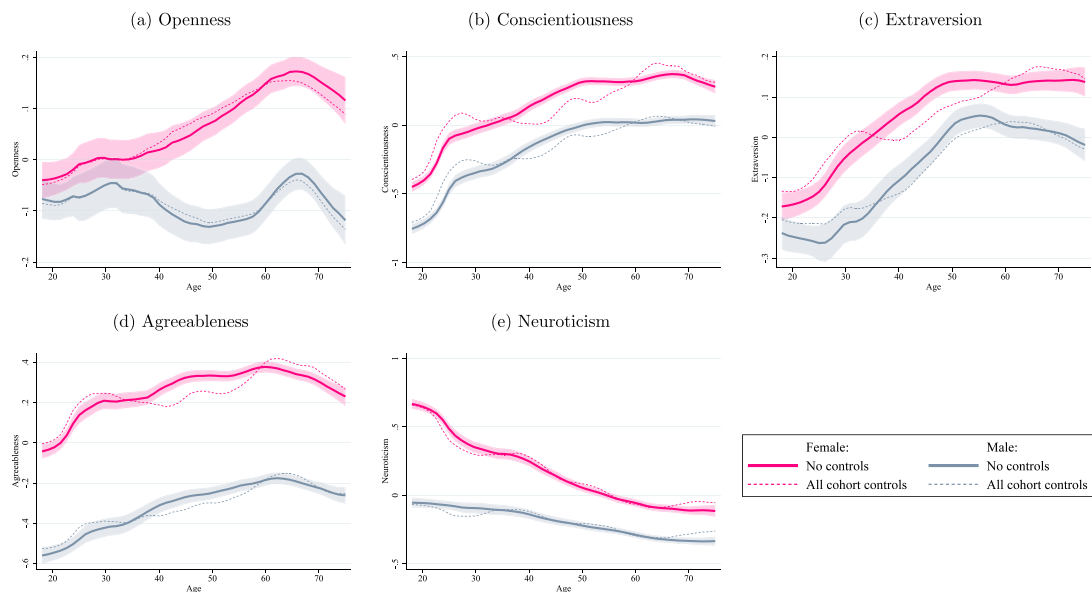 (a) Openness
(b) Conscientiousness
(c) Extraversion
Openness
.2
.1
0
-.1
-.2
20 30 40 50 60 70
Age
Conscientiousness
.5
0
-.5
-1
20 30 40 50 60 70
Age
Extraversion
.2
.1
0
-.1
-.2
-.3
20 30 40 50 60 70
Age
(d) Agreeableness
(e) Neuroticism
Agreeableness
.4
.2
0
-.2
-.4
-.6
20 30 40 50 60 70
Age
Neuroticism
1
.5
0
-.5
20 30 40 50 60 70
Age
Female: Male:
No controls No controls
All cohort controls All cohort controls